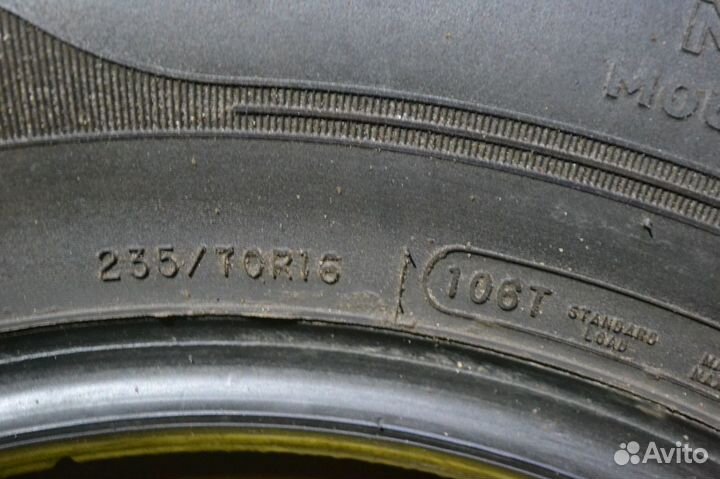 235/70R16
106T
STANDARD
LOAD
Avito